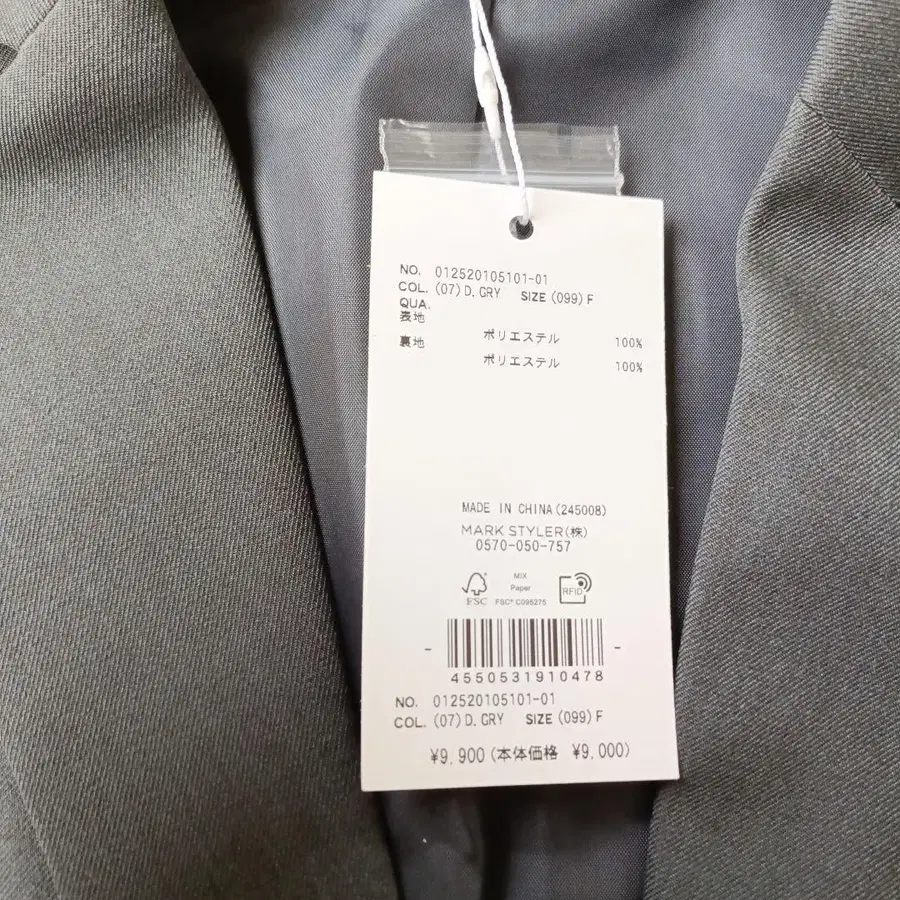 NO. 012520105101-01
COL. (07) D. GRY SIZE (099) F
QUA.
表地 ポリエステル 100%
裏地 ポリエステル 100%
MADE IN CHINA(245008)
MARK STYLER(株)
0570-050-757
FSC
MIX
Paper
FSC® C095275
RFID
4550531910478
NO. 012520105101-01
COL. (07) D. GRY SIZE (099) F
¥9,900(本体価格 ¥9,000)